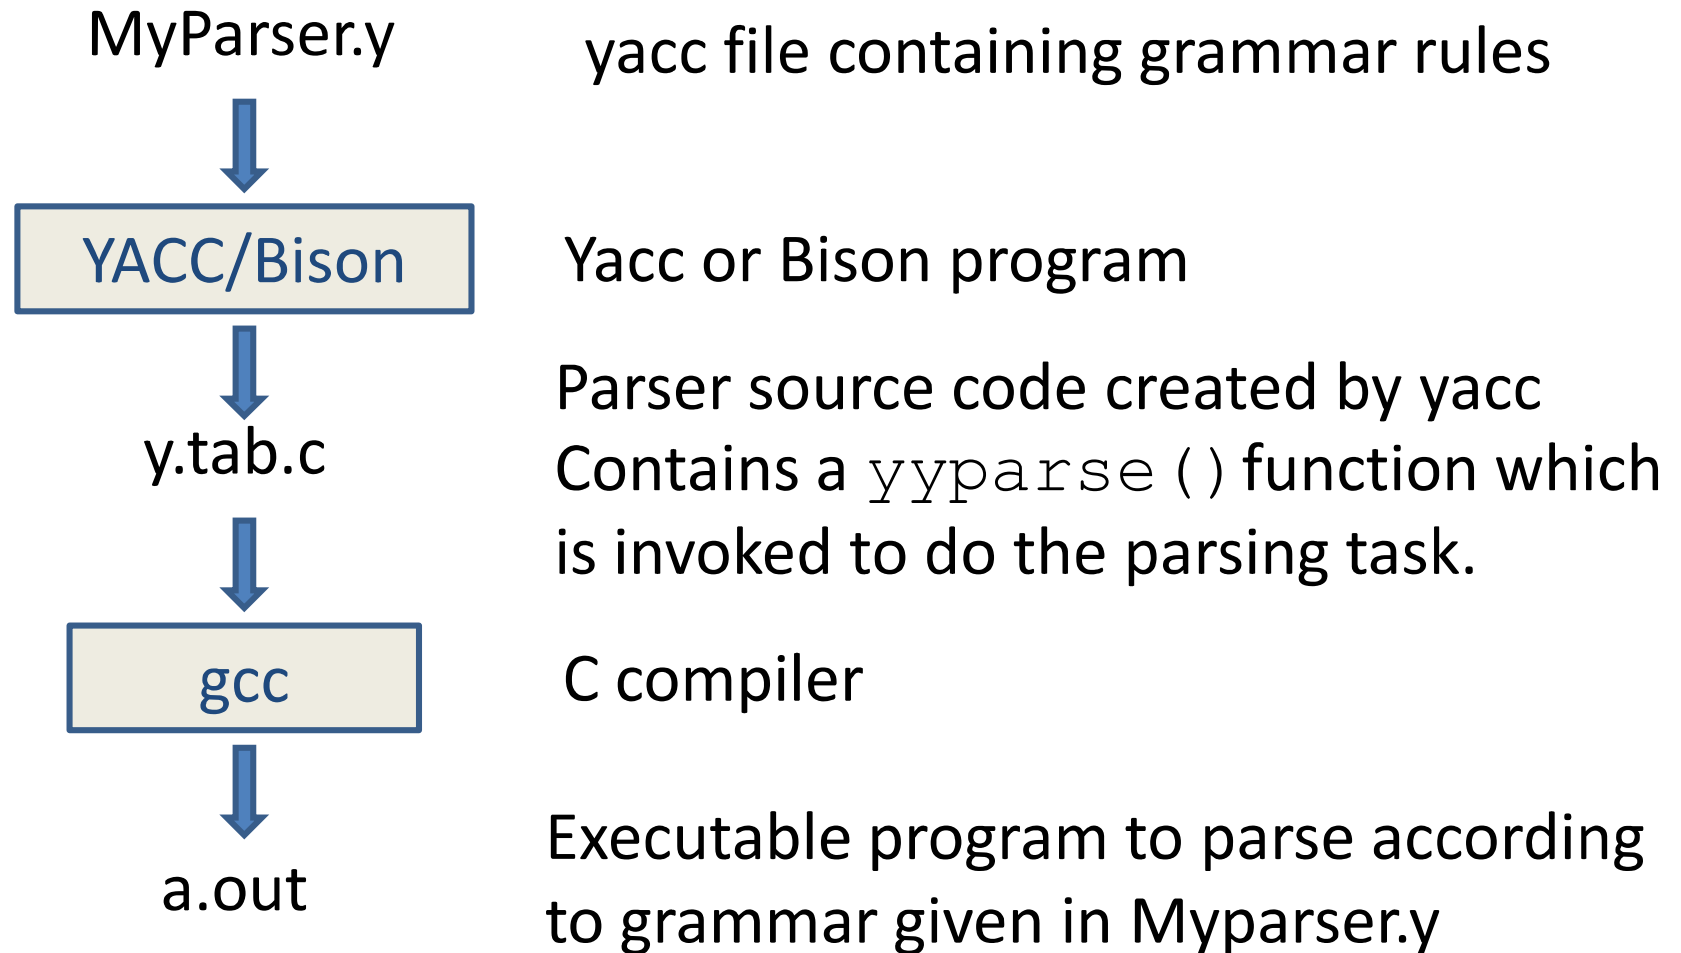 MyParser.y
yacc file containing grammar rules
YACC/Bison
Yacc or Bison program
y.tab.c
Parser source code created by yacc
Contains a yyparse() function which
is invoked to do the parsing task.
gcc
C compiler
a.out
Executable program to parse according
to grammar given in Myparser.y